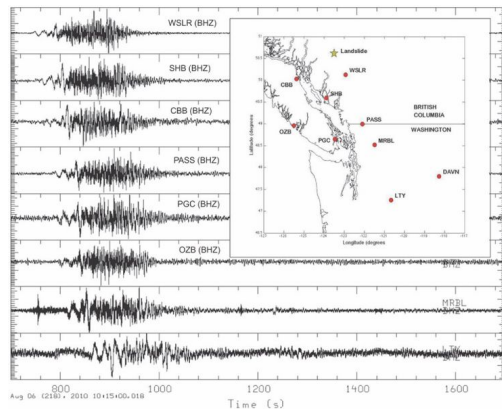 WSLR (BHZ)
SHB (BHZ)
CBB (BHZ)
PASS (BHZ)
PGC (BHZ)
OZB (BHZ)
MRBL
Landslide
WSLR
CBB
SHB
PASS
BRITISH
COLUMBIA
WASHINGTON
OZB
PGC
MRBL
DAVN
LTY
Latitude (degrees)
Longitude (degrees)
800
1000
1200
1400
1600
Aug 06 (218), 2010 10:15:00.018
Time (s)